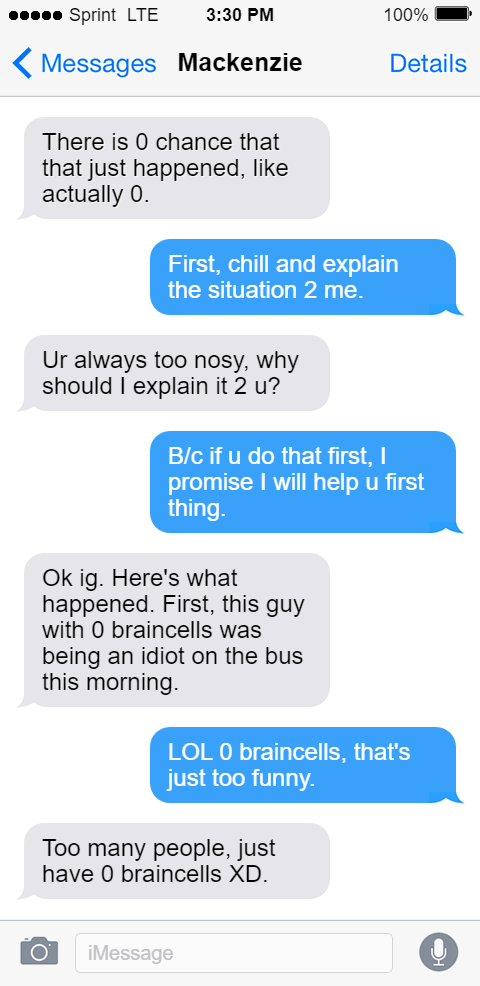 Sprint LTE 3:30 PM 100%
Messages Mackenzie Details
There is 0 chance that
that just happened, like
actually 0.
First, chill and explain
the situation 2 me.
Ur always too nosy, why
should I explain it 2 u?
B/c if u do that first, I
promise I will help u first
thing.
Ok ig. Here's what
happened. First, this guy
with 0 braincells was
being an idiot on the bus
this morning.
LOL 0 braincells, that's
just too funny.
Too many people, just
have 0 braincells XD.
iMessage